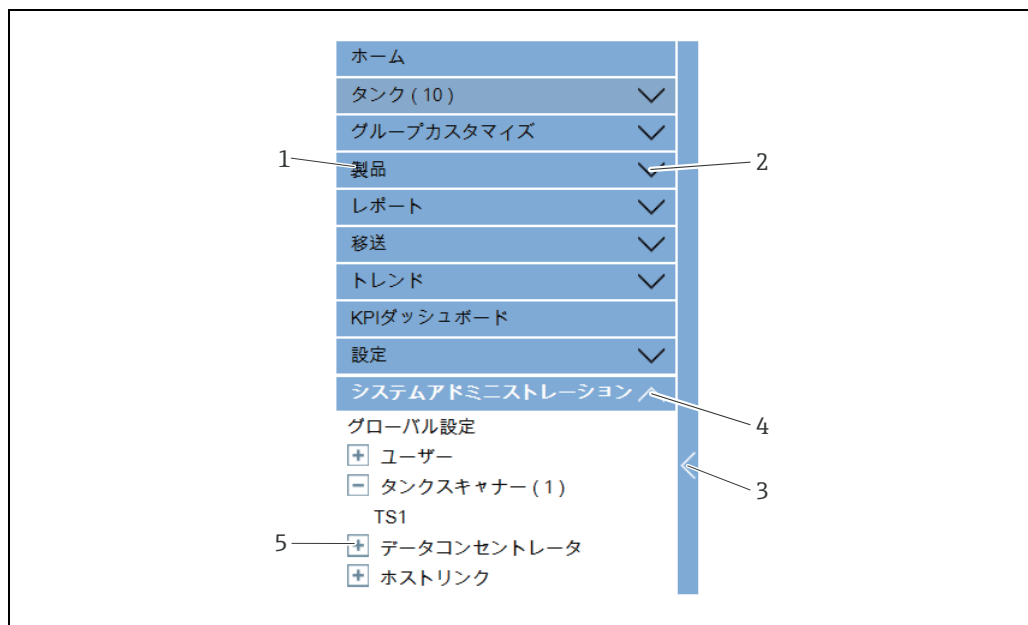 ホーム
タンク ( 10 )
グループカスタマイズ
1 製品 2
レポート
移送
トレンド
KPIダッシュボード
設定
システムアドミニストレーション
4
グローバル設定
+ ユーザー
− タンクスキャナー ( 1 )
3
TS1
5 + データコンセントレータ
+ ホストリンク